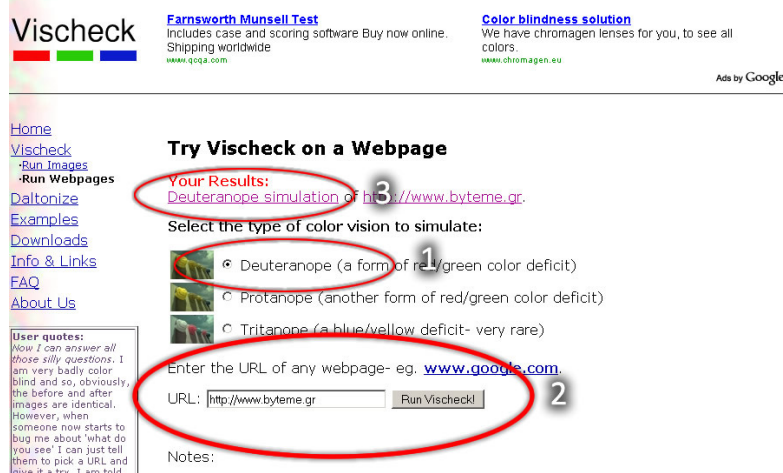 Vischeck
Farnsworth Munsell Test
Includes case and scoring software Buy now online.
Shipping worldwide
www.qcqa.com
Color blindness solution
We have chromagen lenses for you, to see all
colors.
www.chromagen.eu
Ads by Google
Home
Vischeck
·Run Images
·Run Webpages
Daltonize
Examples
Downloads
Info & Links
FAQ
About Us
User quotes:
Now I can answer all
those silly questions. I
am very badly color
blind and so, obviously,
the before and after
images are identical.
However, when
someone now starts to
bug me about 'what do
you see' I can just tell
them to pick a URL and
give it a try. I am told
Try Vischeck on a Webpage
Your Results:
Deuteranope simulation of http://www.byteme.gr.
3
Select the type of color vision to simulate:
Deuteranope (a form of red/green color deficit)
1
Protanope (another form of red/green color deficit)
Tritanope (a blue/yellow deficit- very rare)
Enter the URL of any webpage- eg. www.google.com.
URL: http://www.byteme.gr Run Vischeck!
2
Notes: